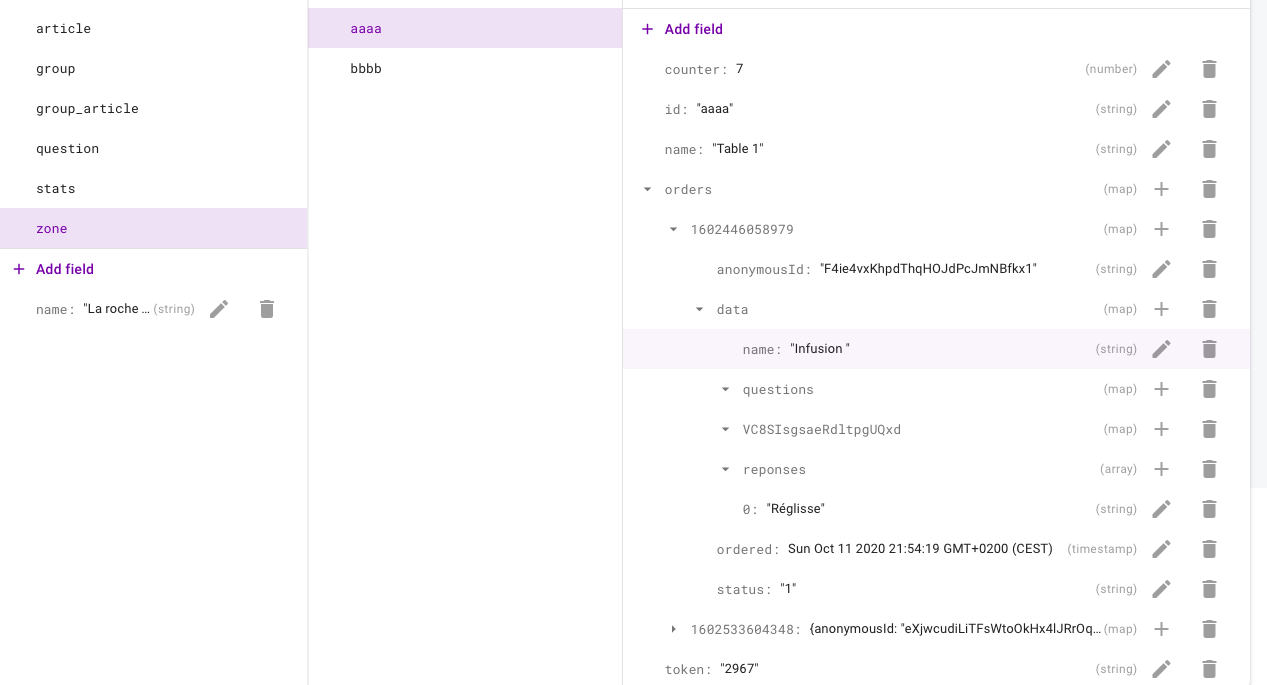 article
group
group_article
question
stats
zone
+ Add field
name: "La roche ... (string)
aaaa
bbbb
+ Add field
counter: 7 (number)
id: "aaaa" (string)
name: "Table 1" (string)
orders (map)
1602446058979 (map)
anonymousId: "F4ie4vxKhpdThqHOJdPcJmNBfkx1" (string)
data (map)
name: "Infusion " (string)
questions (map)
VC8SIsgsaeRdltpgUQxd (map)
reponses (array)
0: "Réglisse" (string)
ordered: Sun Oct 11 2020 21:54:19 GMT+0200 (CEST) (timestamp)
status: "1" (string)
1602533604348: {anonymousId: "eXjwcudiLiTFsWtoOkHx4lJRrOq... (map)
token: "2967" (string)